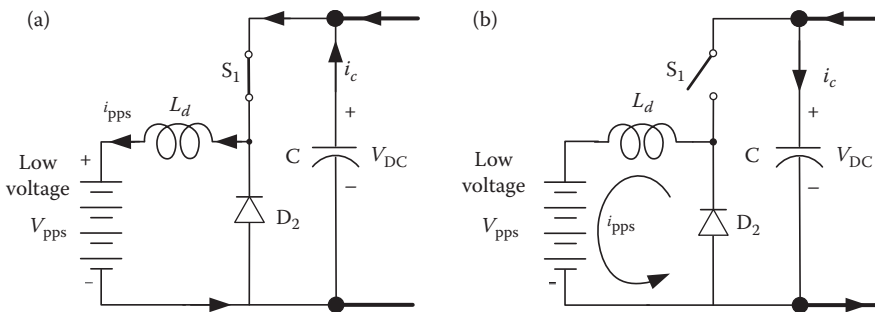 (a)
S1
ic
ipps
Ld
+
+
Low
voltage
C
VDC
Vpps
−
D2
−
(b)
S1
ic
Ld
+
Low
voltage
C
VDC
Vpps
−
ipps
D2
-